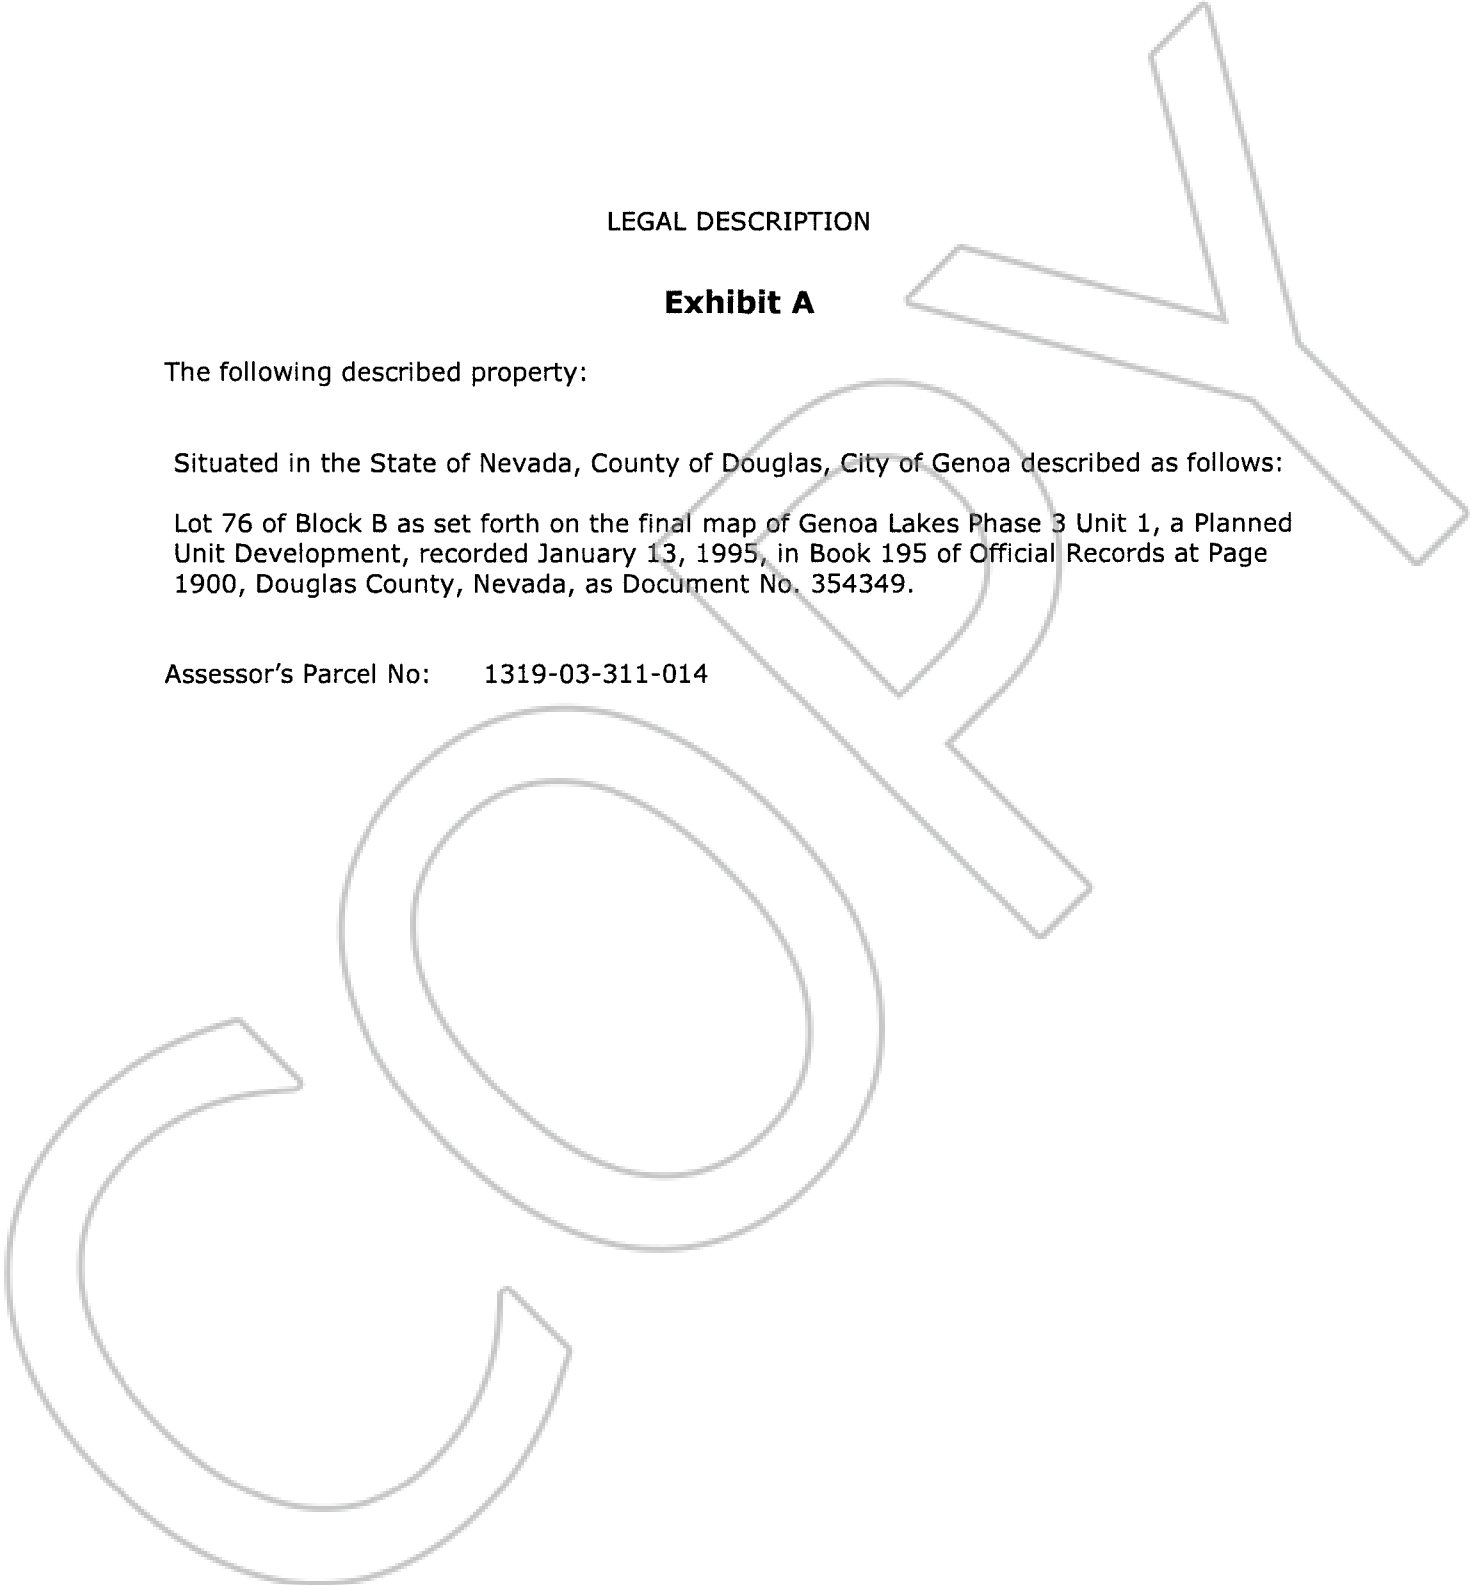 LEGAL DESCRIPTION
Exhibit A
The following described property:
Situated in the State of Nevada, County of Douglas, City of Genoa described as follows:
Lot 76 of Block B as set forth on the final map of Genoa Lakes Phase 3 Unit 1, a Planned
Unit Development, recorded January 13, 1995, in Book 195 of Official Records at Page
1900, Douglas County, Nevada, as Document No. 354349.
Assessor's Parcel No: 1319-03-311-014
COPY